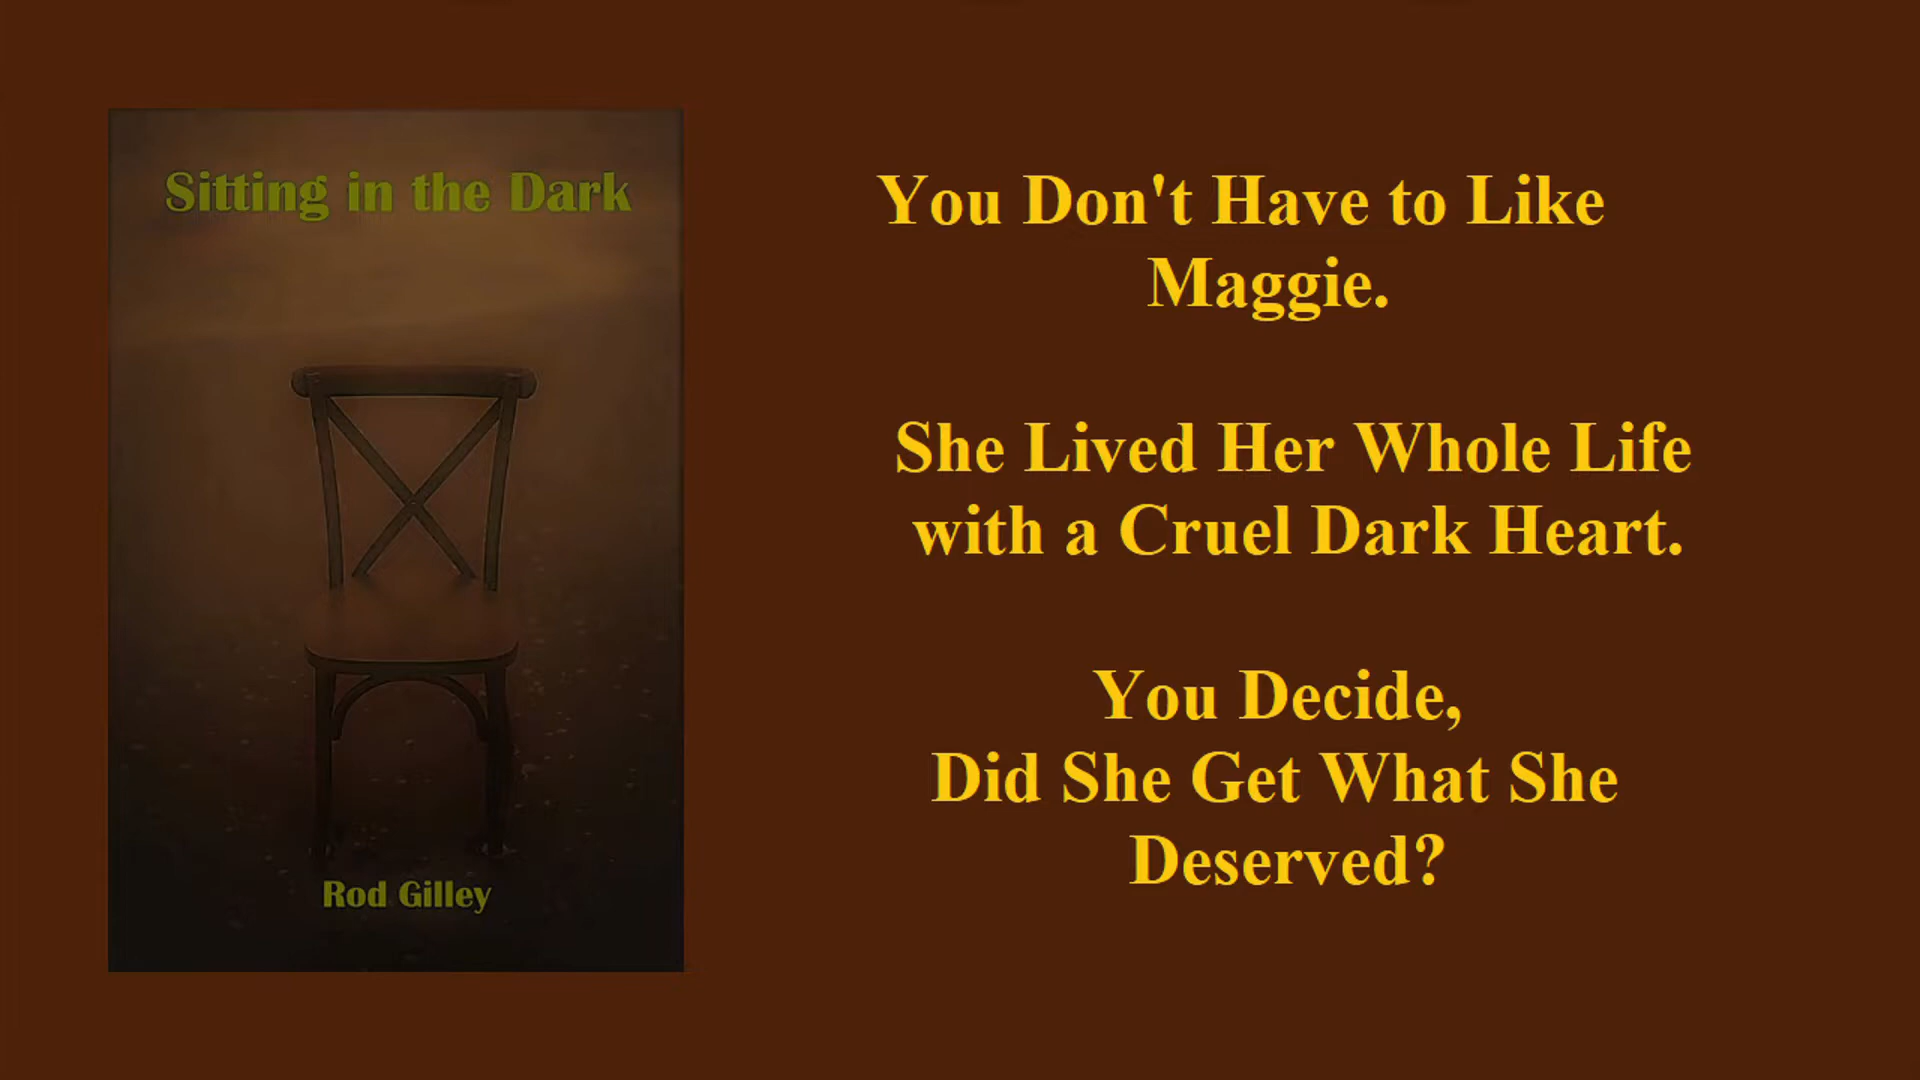 Sitting in the Dark
Rod Gilley
You Don't Have to Like
Maggie.
She Lived Her Whole Life
with a Cruel Dark Heart.
You Decide,
Did She Get What She
Deserved?